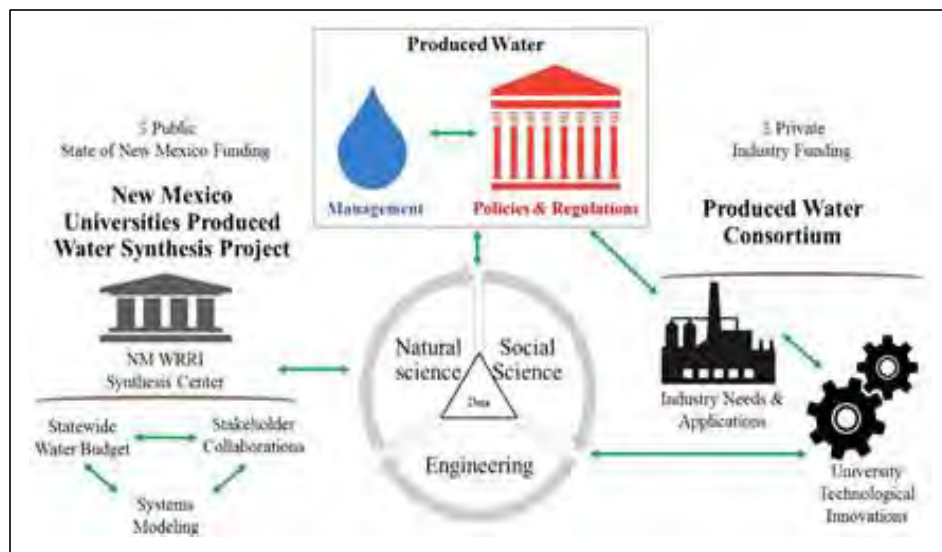 Produced Water
Management
Policies & Regulations
$ Public
State of New Mexico Funding
New Mexico
Universities Produced
Water Synthesis Project
NM WRRI
Synthesis Center
Statewide
Water Budget
Stakeholder
Collaborations
Systems
Modeling
Natural
science
Social
Science
Data
Engineering
$ Private
Industry Funding
Produced Water
Consortium
Industry Needs &
Applications
University
Technological
Innovations